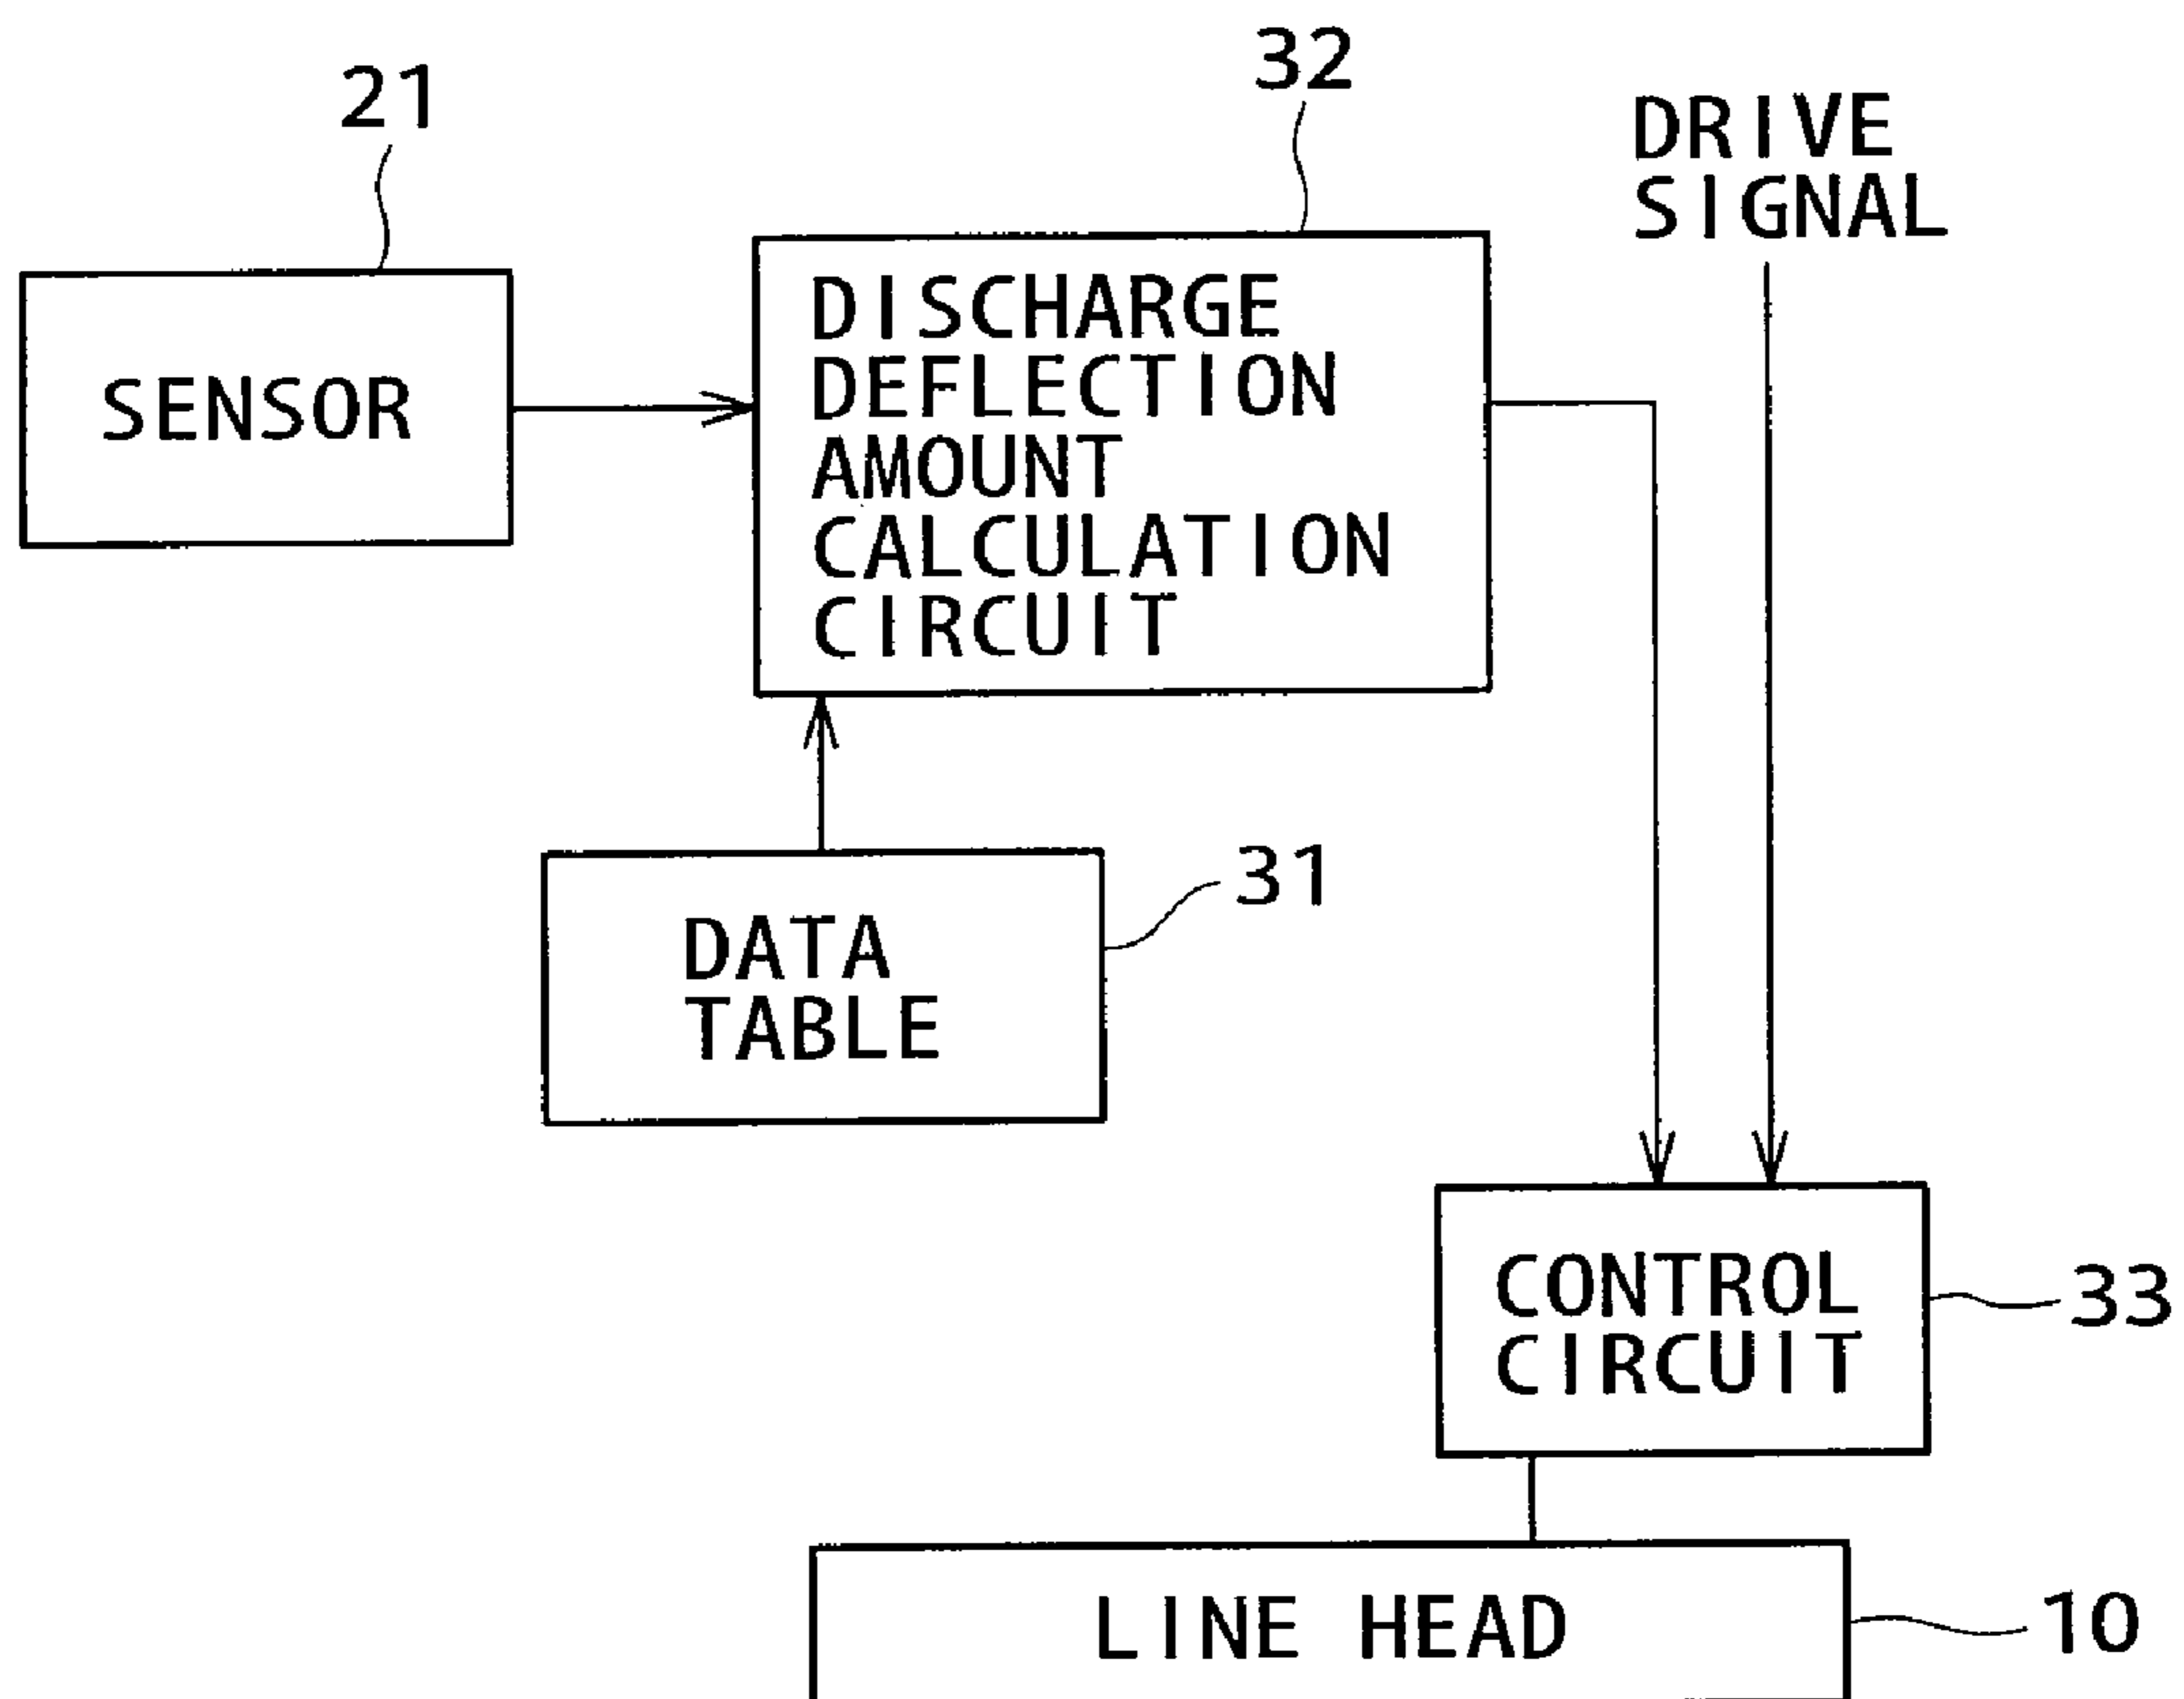 32
21
DRIVE
SIGNAL
DISCHARGE
DEFLECTION
AMOUNT
CALCULATION
CIRCUIT
SENSOR
31
DATA
TABLE
CONTROL
CIRCUIT
33
LINE HEAD
10